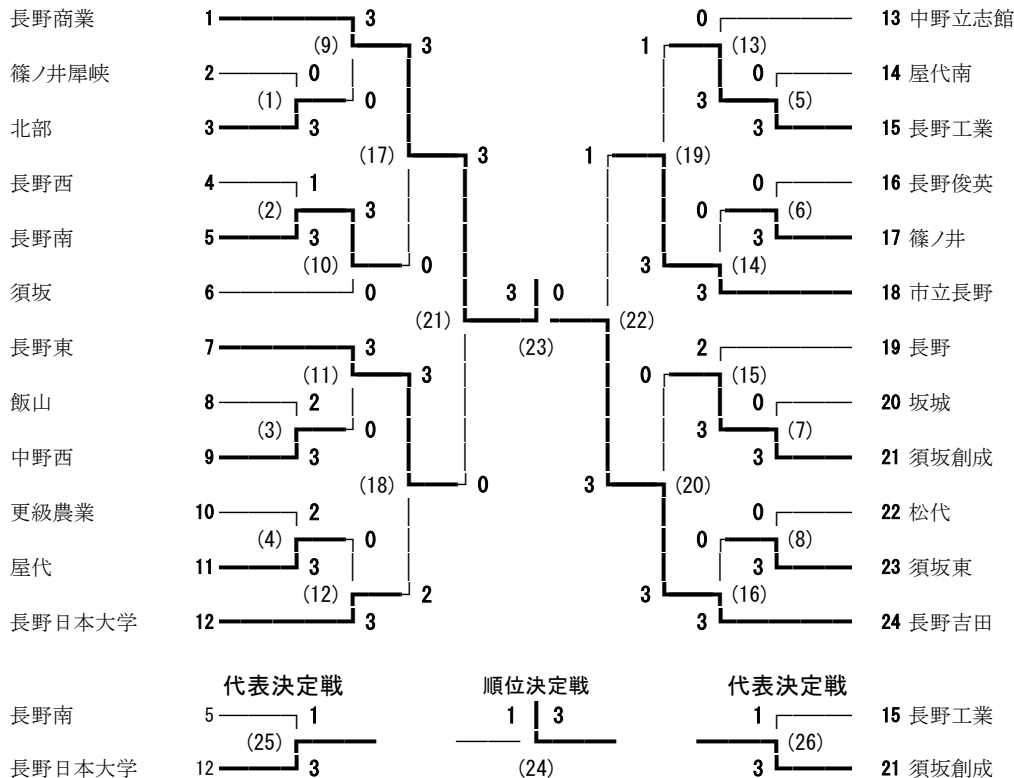 長野商業 1 3 0 13 中野立志館
(9) 3 1 (13)
篠ノ井犀峡 2 0 0 14 屋代南
(1) 0 3 (5)
北部 3 3 3 15 長野工業
(17) 3 1 (19)
長野西 4 1 0 16 長野俊英
(2) 3 0 (6)
長野南 5 3 3 17 篠ノ井
(10) 0 3 (14)
須坂 6 0 3 0 3 18 市立長野
(21) (22)
(23)
長野東 7 3 2 19 長野
(11) 3 0 (15)
飯山 8 2 0 20 坂城
(3) 0 3 (7)
中野西 9 3 3 21 須坂創成
(18) 0 3 (20)
更級農業 10 2 0 22 松代
(4) 0 0 (8)
屋代 11 3 3 23 須坂東
(12) 2 3 (16)
長野日本大学 12 3 3 24 長野吉田
代表決定戦 順位決定戦 代表決定戦
長野南 5 1 1 3 1 15 長野工業
(25) (24) (26)
長野日本大学 12 3 3 21 須坂創成